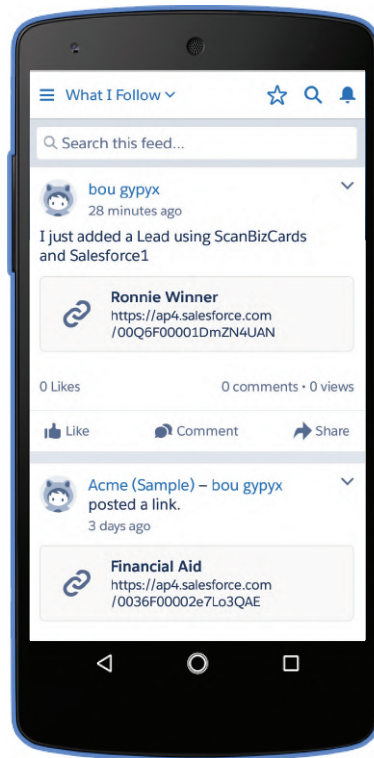 What I Follow
Search this feed...
bou gypyx
28 minutes ago
I just added a Lead using ScanBizCards
and Salesforce1
Ronnie Winner
https://ap4.salesforce.com
/00Q6F00001DmZN4UAN
0 Likes 0 comments · 0 views
Like Comment Share
Acme (Sample) – bou gypyx
posted a link.
3 days ago
Financial Aid
https://ap4.salesforce.com
/0036F00002e7Lo3QAE